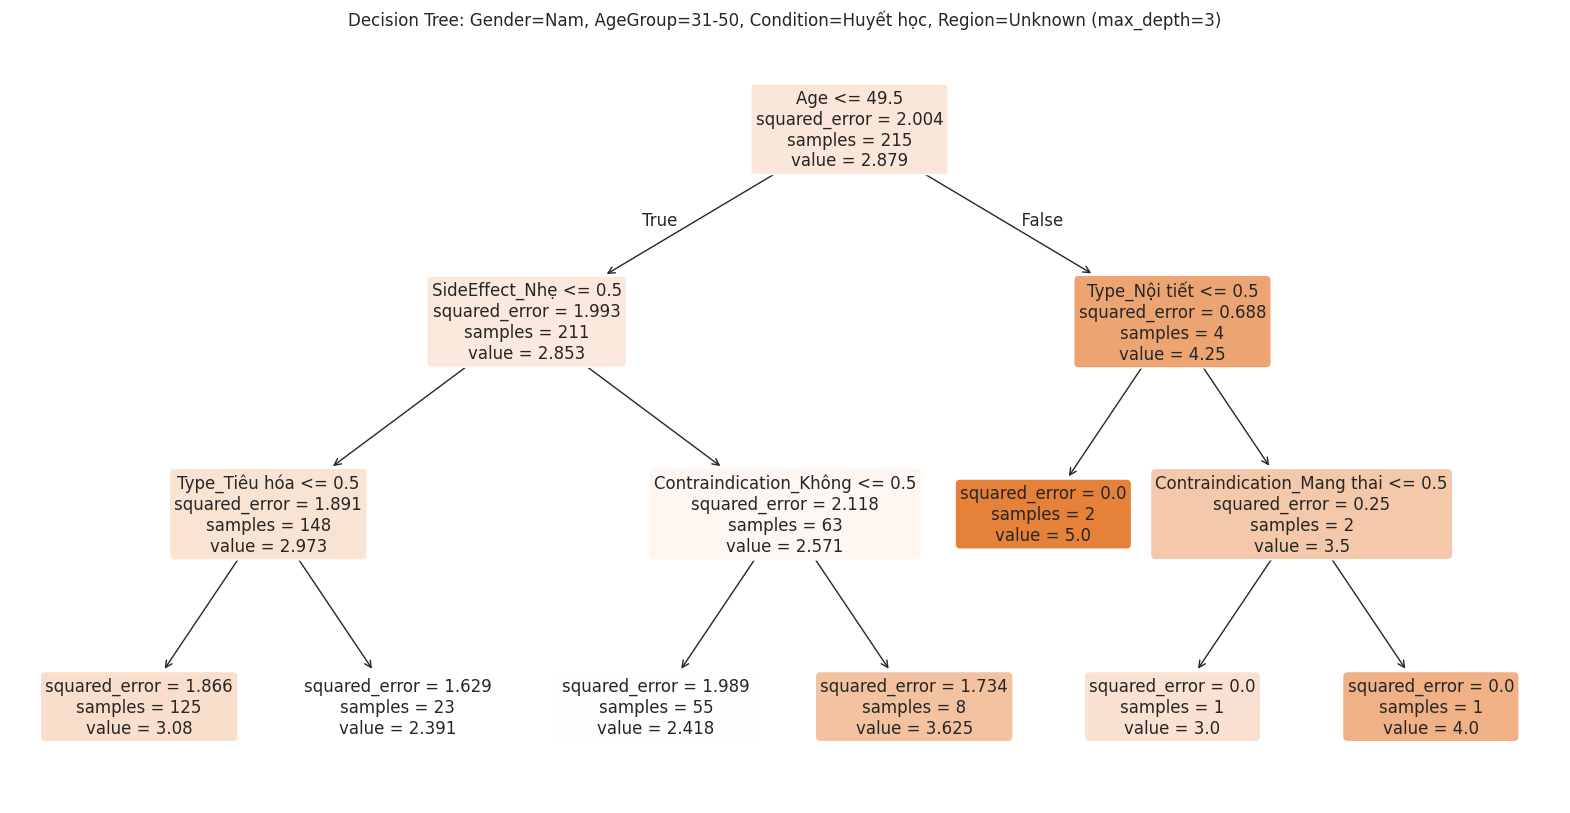 Decision Tree: Gender=Nam, AgeGroup=31-50, Condition=Huyết học, Region=Unknown (max_depth=3)
Age <= 49.5
squared_error = 2.004
samples = 215
value = 2.879
True
False
SideEffect_Nhẹ <= 0.5
squared_error = 1.993
samples = 211
value = 2.853
Type_Nội tiết <= 0.5
squared_error = 0.688
samples = 4
value = 4.25
Type_Tiêu hóa <= 0.5
squared_error = 1.891
samples = 148
value = 2.973
Contraindication_Không <= 0.5
squared_error = 2.118
samples = 63
value = 2.571
squared_error = 0.0
samples = 2
value = 5.0
Contraindication_Mang thai <= 0.5
squared_error = 0.25
samples = 2
value = 3.5
squared_error = 1.866
samples = 125
value = 3.08
squared_error = 1.629
samples = 23
value = 2.391
squared_error = 1.989
samples = 55
value = 2.418
squared_error = 1.734
samples = 8
value = 3.625
squared_error = 0.0
samples = 1
value = 3.0
squared_error = 0.0
samples = 1
value = 4.0